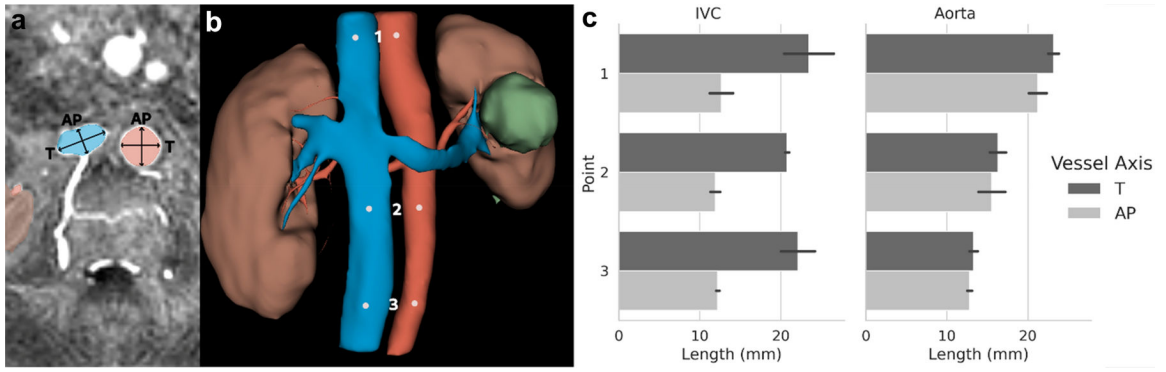 a
AP
AP
T
T
b
1
2
3
c
IVC
Aorta
1
2
3
Point
0
10
20
Length (mm)
0
10
20
Length (mm)
Vessel Axis
T
AP